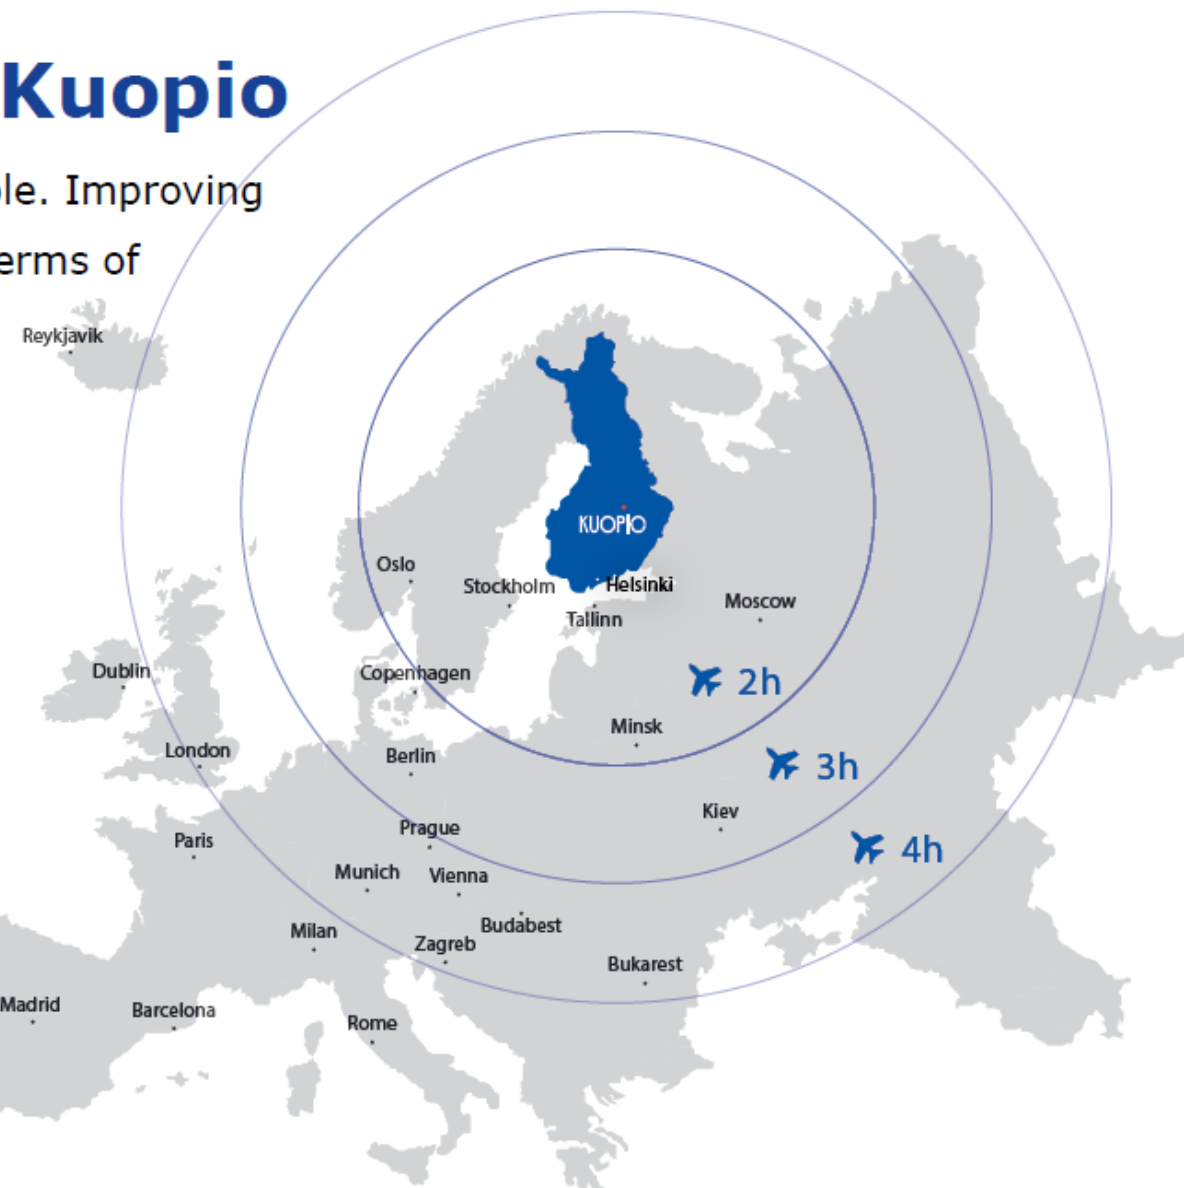 Kuopio
ole. Improving
erms of
Reykjavik
KUOPIO
Oslo
Stockholm
Helsinki
Moscow
Tallinn
Dublin
Copenhagen
2h
Minsk
London
Berlin
3h
Kiev
Prague
Paris
4h
Munich
Vienna
Budabest
Milan
Zagreb
Bukarest
Madrid
Barcelona
Rome